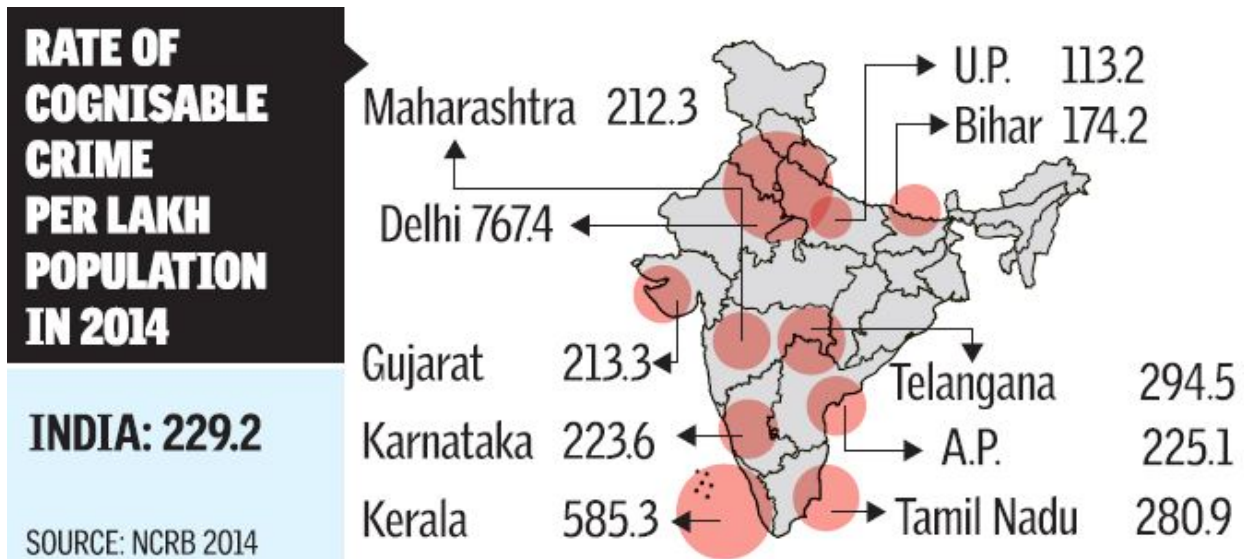 RATE OF
COGNISABLE
CRIME
PER LAKH
POPULATION
IN 2014
INDIA: 229.2
SOURCE: NCRB 2014
Maharashtra 212.3
Delhi 767.4
Gujarat 213.3
Karnataka 223.6
Kerala 585.3
U.P. 113.2
Bihar 174.2
Telangana 294.5
A.P. 225.1
Tamil Nadu 280.9